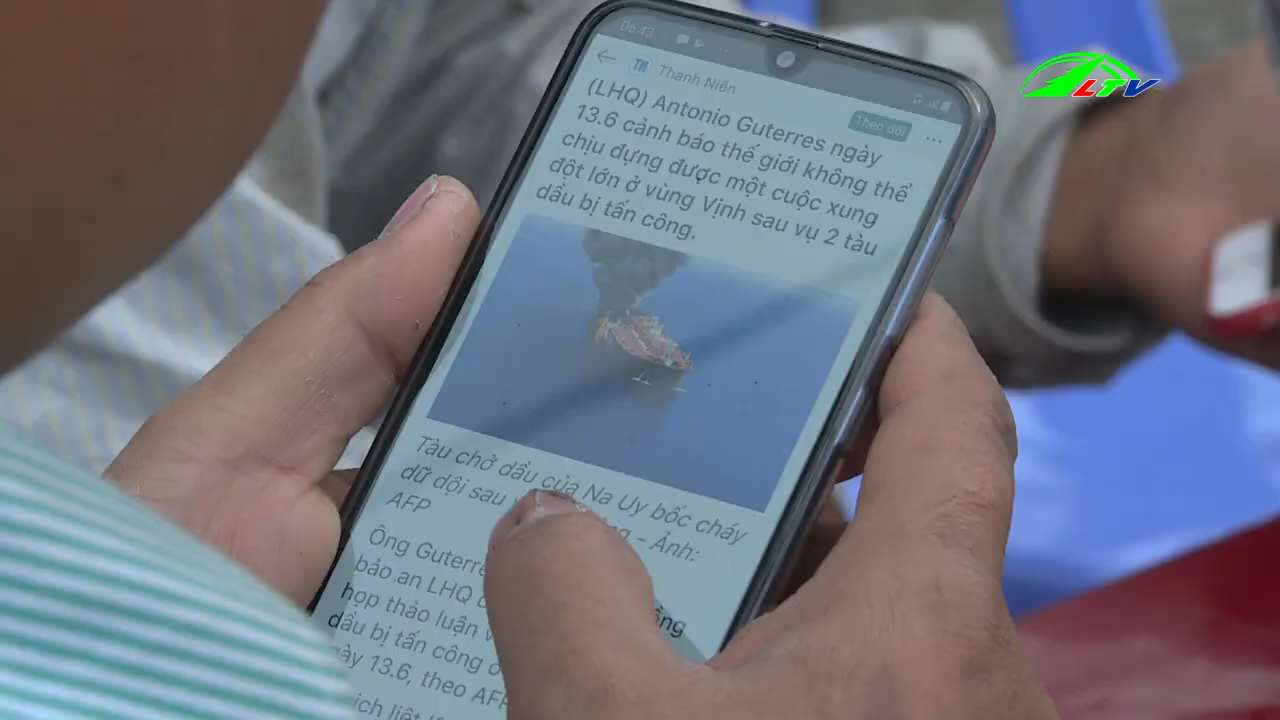 06:43
LTV
Thanh Niên
Theo dõi
(LHQ) Antonio Guterres ngày
13.6 cảnh báo thế giới không thể
chịu đựng được một cuộc xung
đột lớn ở vùng Vịnh sau vụ 2 tàu
dầu bị tấn công.
Tàu chở dầu của Na Uy bốc cháy
dữ dội sau - Ảnh:
AFP
Ông Guterre
bảo an LHQ
họp thảo luận
dầu bị tấn công
ngày 13.6, theo AFP